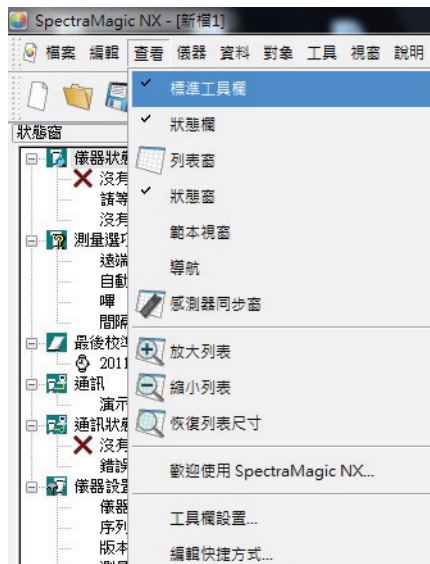 SpectraMagic NX - [新檔1]
檔案 編輯 查看 儀器 資料 對象 工具 視窗 說明
標準工具欄
狀態欄
列表窗
狀態窗
範本視窗
導航
感測器同步窗
放大列表
縮小列表
恢復列表尺寸
歡迎使用 SpectraMagic NX...
工具欄設置...
編輯快捷方式...
狀態窗
儀器狀態
沒有
請等
沒有
測量選項
遠端
自動
嗶
間隔
最後校準
2011
通訊
演示
通訊狀態
沒有
錯誤
儀器設置
儀器
序列
版本